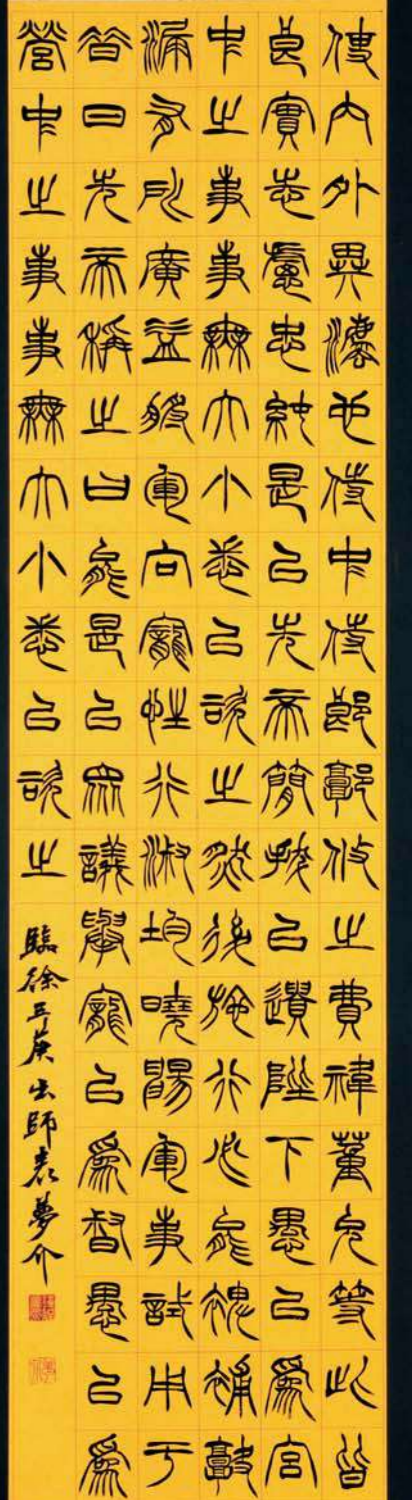 使內外異灋也侍中侍郎郭攸之費禕董允等此皆
良實志慮忠純是以先帝簡拔以遺陛下愚以為宮
中之事事無大小悉以咨之然後施行必能裨補闕
漏有所廣益將軍向寵性行淑均曉暢軍事試用于
昔日先帝稱之曰能是以眾議舉寵以為督愚以為
營中之事事無大小悉以咨之
臨徐三庚出師表夢介